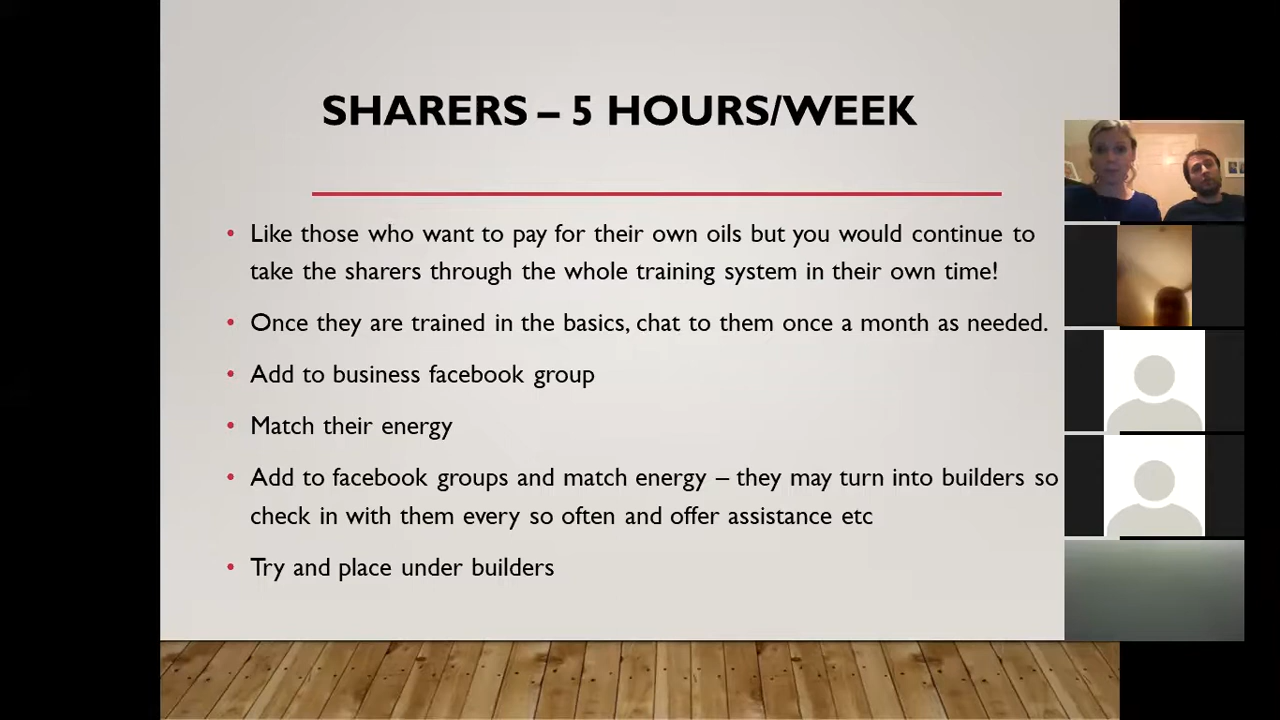 SHARERS – 5 HOURS/WEEK
• Like those who want to pay for their own oils but you would continue to
take the sharers through the whole training system in their own time!
• Once they are trained in the basics, chat to them once a month as needed.
• Add to business facebook group
• Match their energy
• Add to facebook groups and match energy – they may turn into builders so
check in with them every so often and offer assistance etc
• Try and place under builders